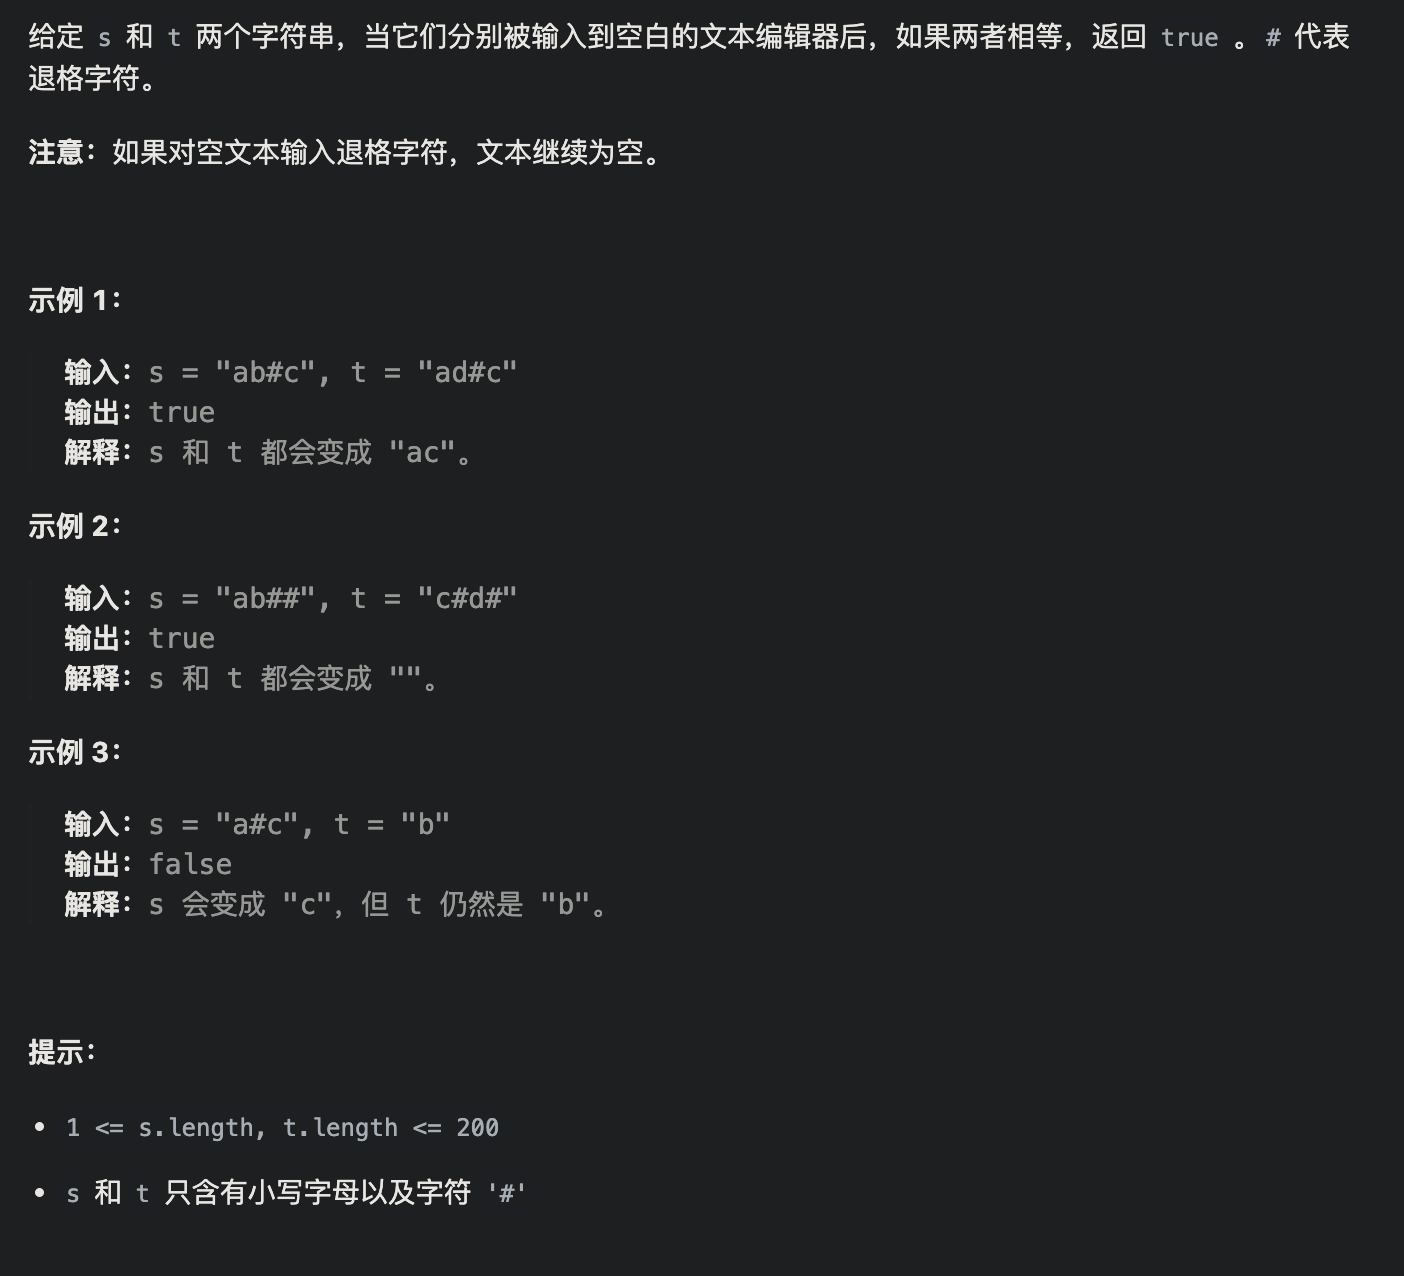 给定 s 和 t 两个字符串，当它们分别被输入到空白的文本编辑器后，如果两者相等，返回 true 。# 代表
退格字符。
注意：如果对空文本输入退格字符，文本继续为空。
示例 1：
输入：s = "ab#c", t = "ad#c"
输出：true
解释：s 和 t 都会变成 "ac"。
示例 2：
输入：s = "ab##", t = "c#d#"
输出：true
解释：s 和 t 都会变成 ""。
示例 3：
输入：s = "a#c", t = "b"
输出：false
解释：s 会变成 "c"，但 t 仍然是 "b"。
提示：
• 1 <= s.length, t.length <= 200
• s 和 t 只含有小写字母以及字符 '#'